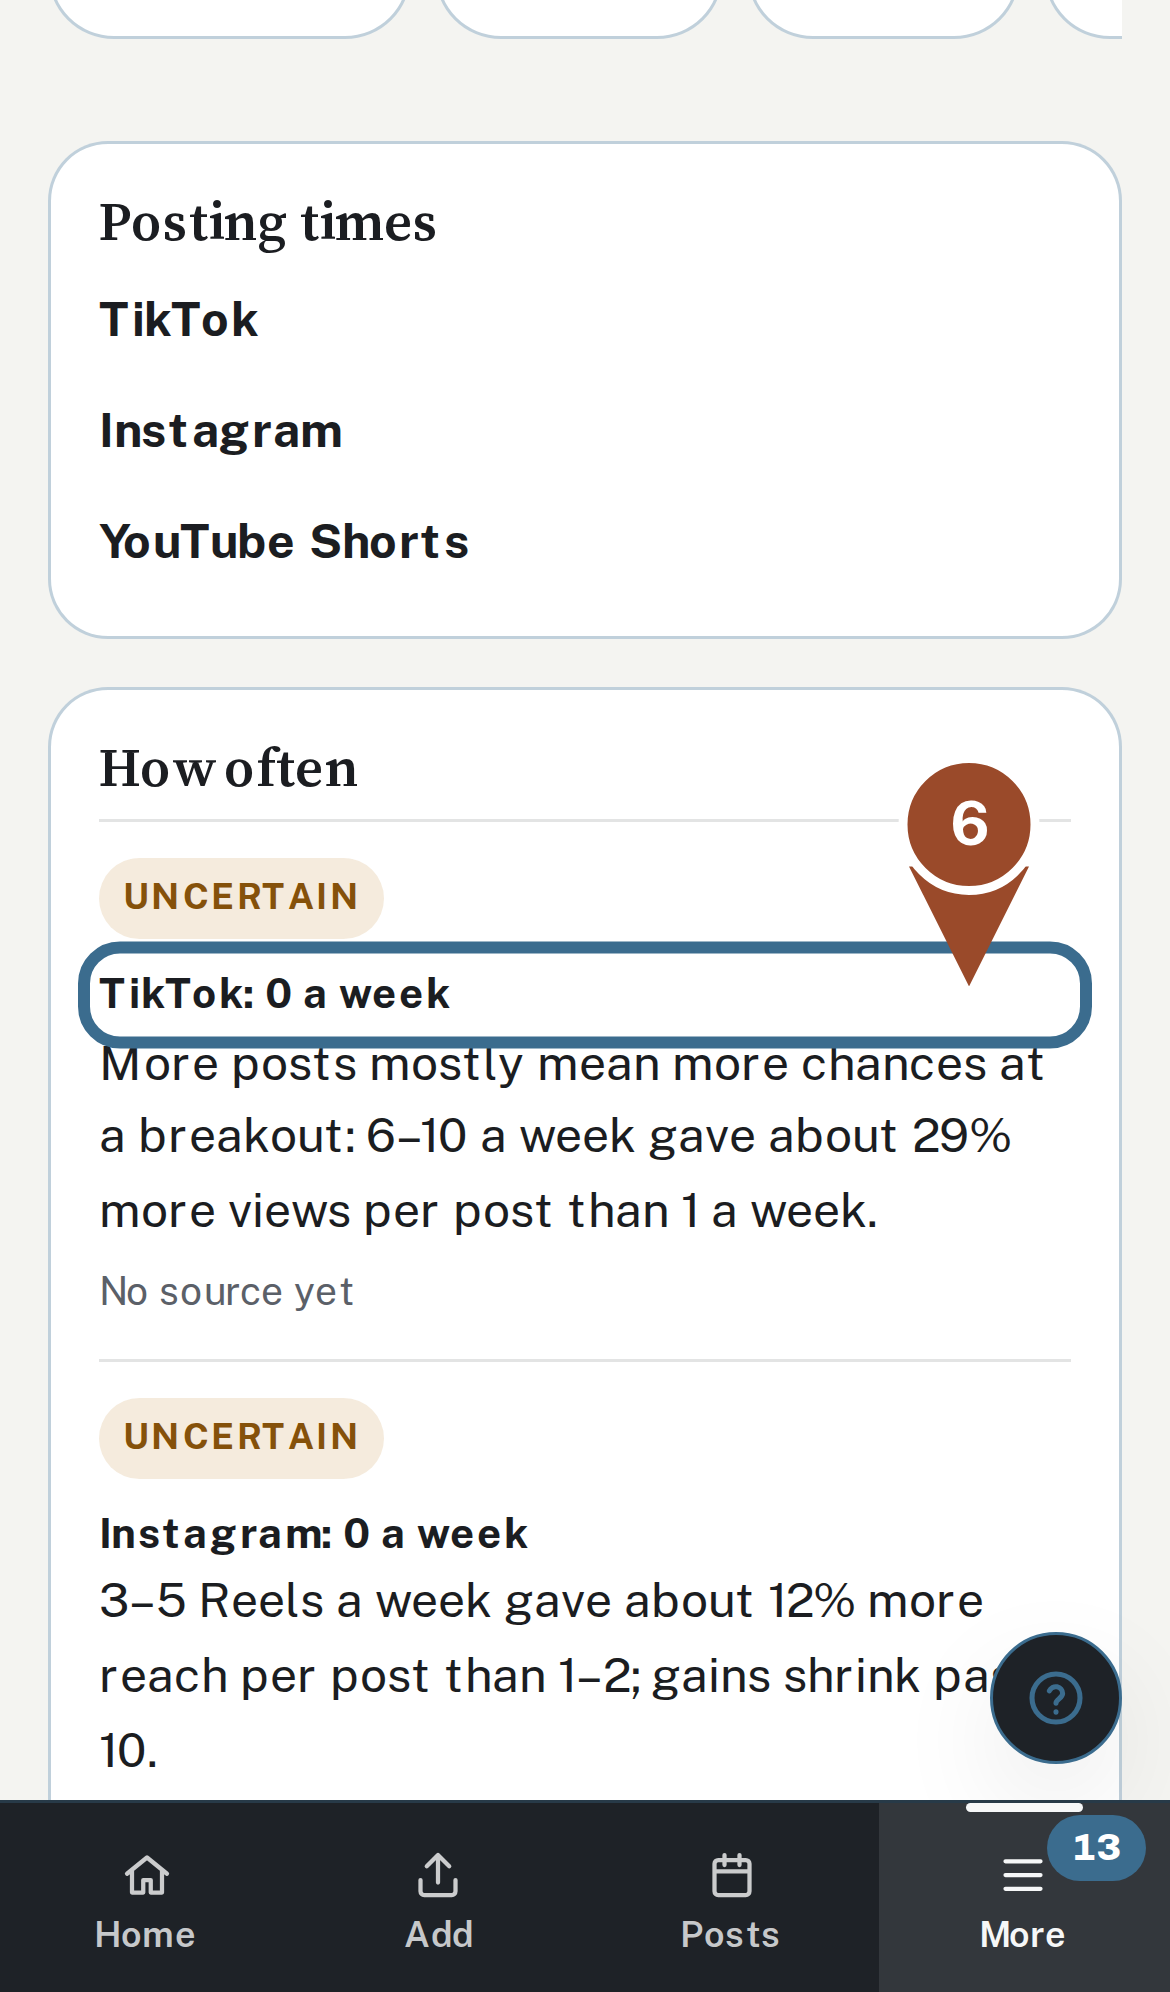 Posting times
TikTok
Instagram
YouTube Shorts
How often
6
UNCERTAIN
TikTok: 0 a week
More posts mostly mean more chances at
a breakout: 6–10 a week gave about 29%
more views per post than 1 a week.
No source yet
UNCERTAIN
Instagram: 0 a week
3–5 Reels a week gave about 12% more
reach per post than 1–2; gains shrink
10.
13
Home
Add
Posts
More